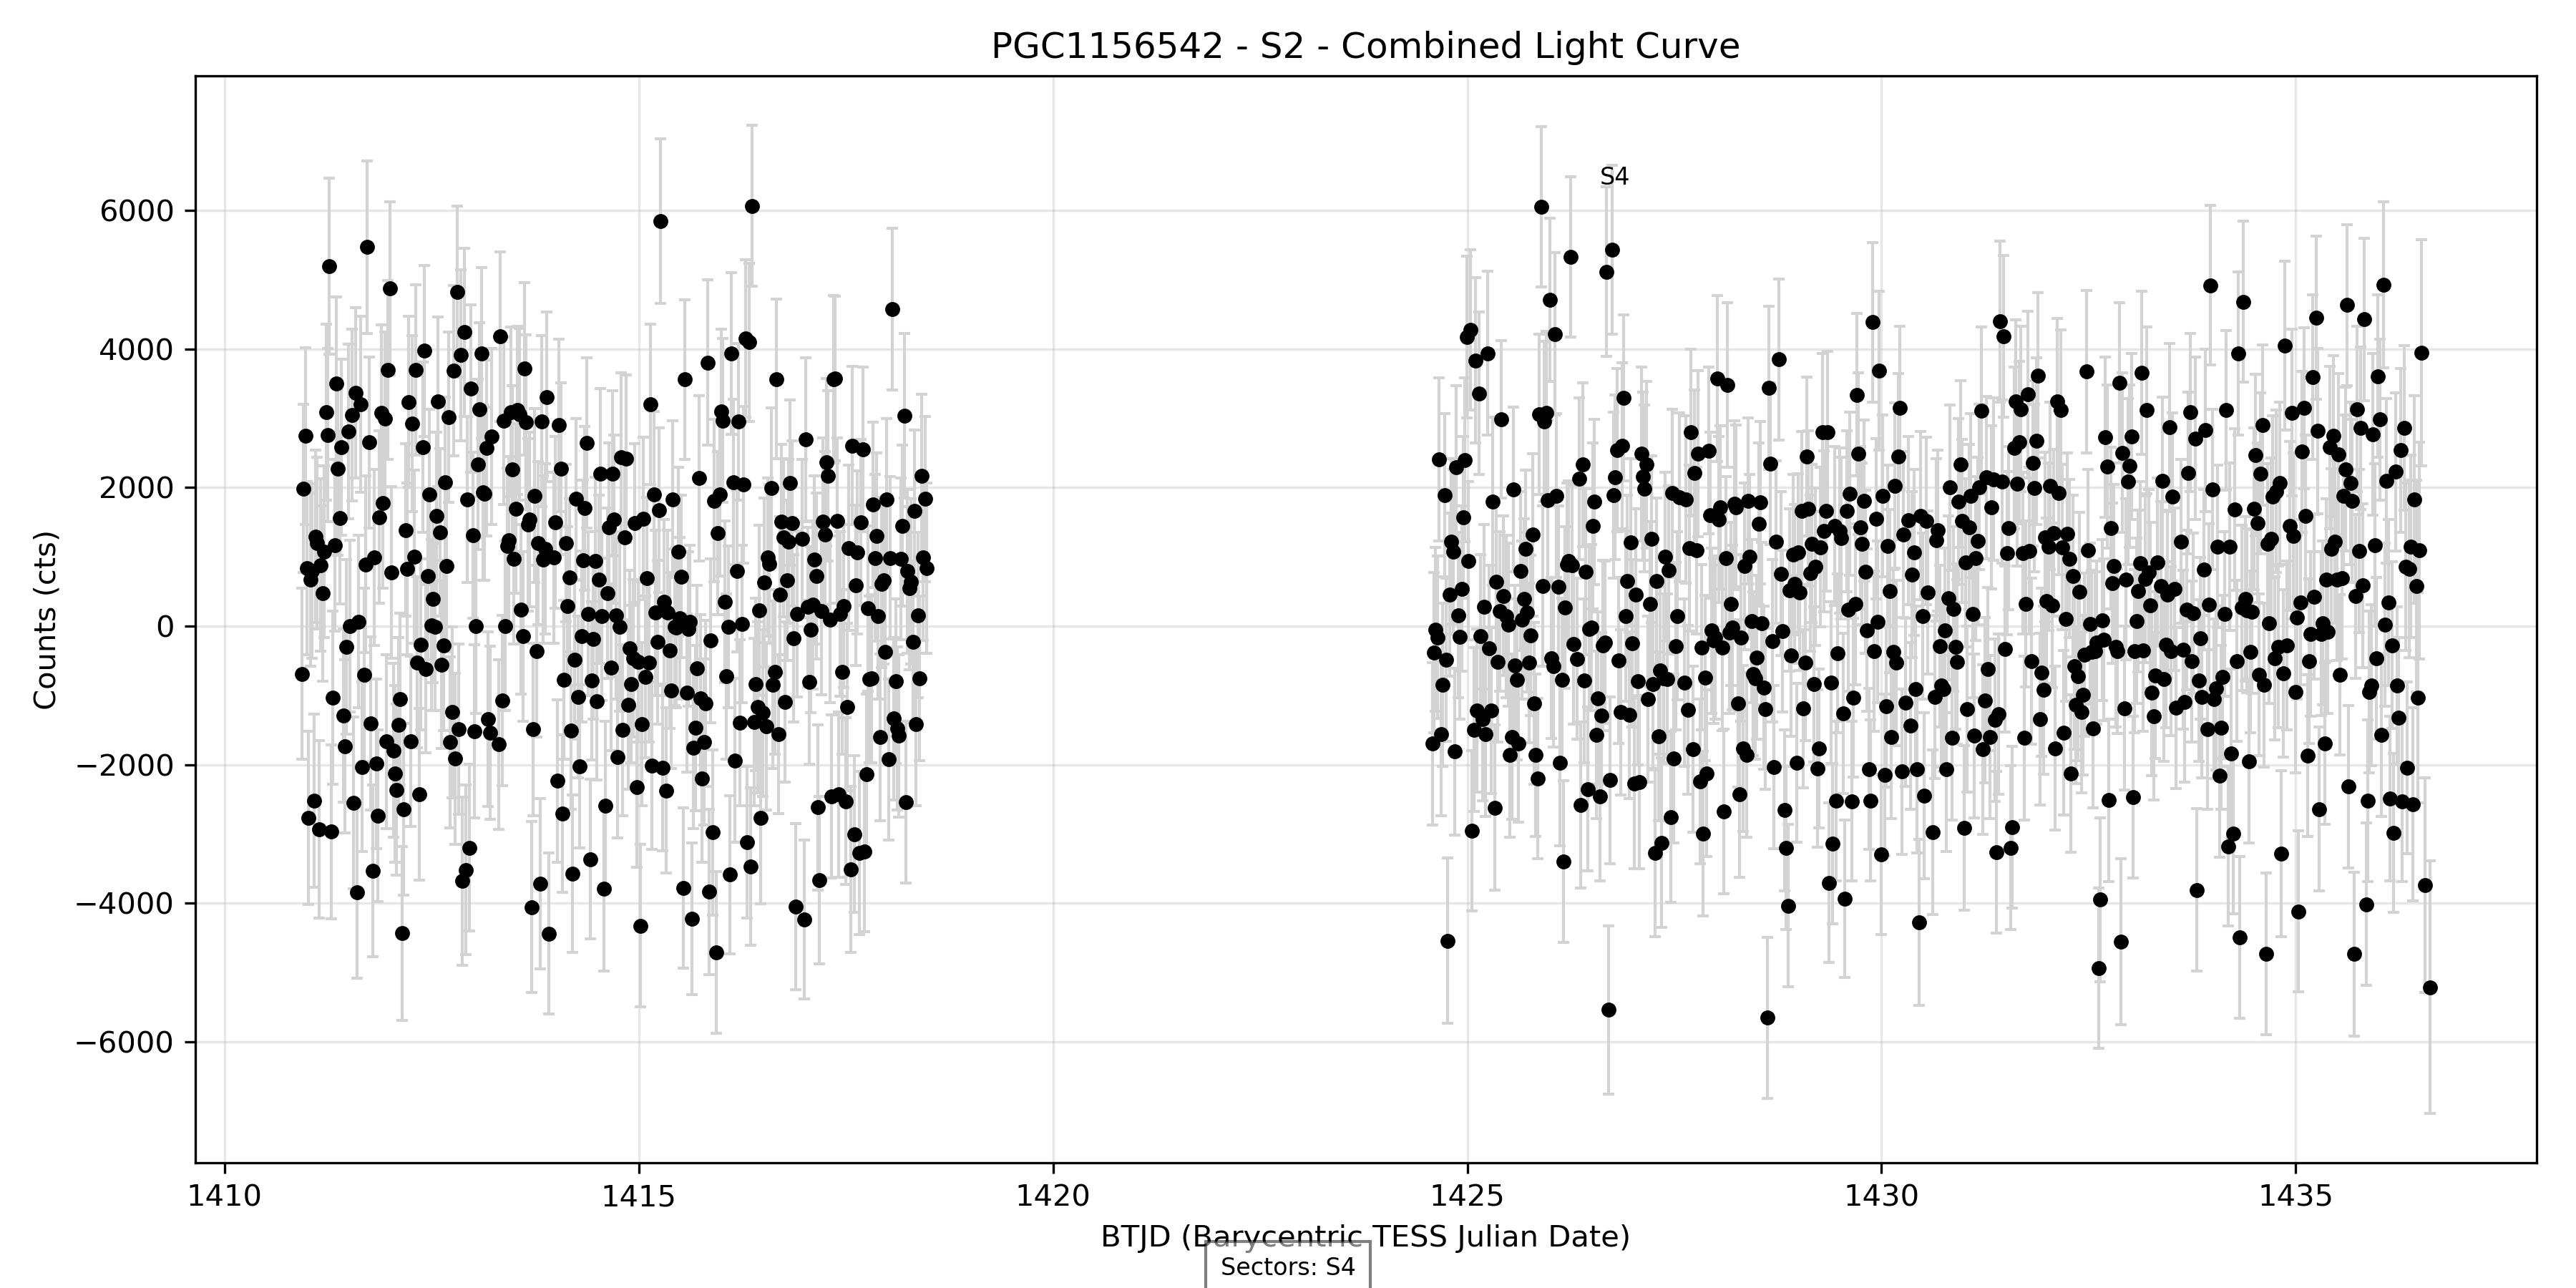 PGC1156542 - S2 - Combined Light Curve
S4
6000
4000
2000
0
−2000
−4000
−6000
Counts (cts)
1410
1415
1420
1425
1430
1435
BTJD (Barycentric TESS Julian Date)
Sectors: S4